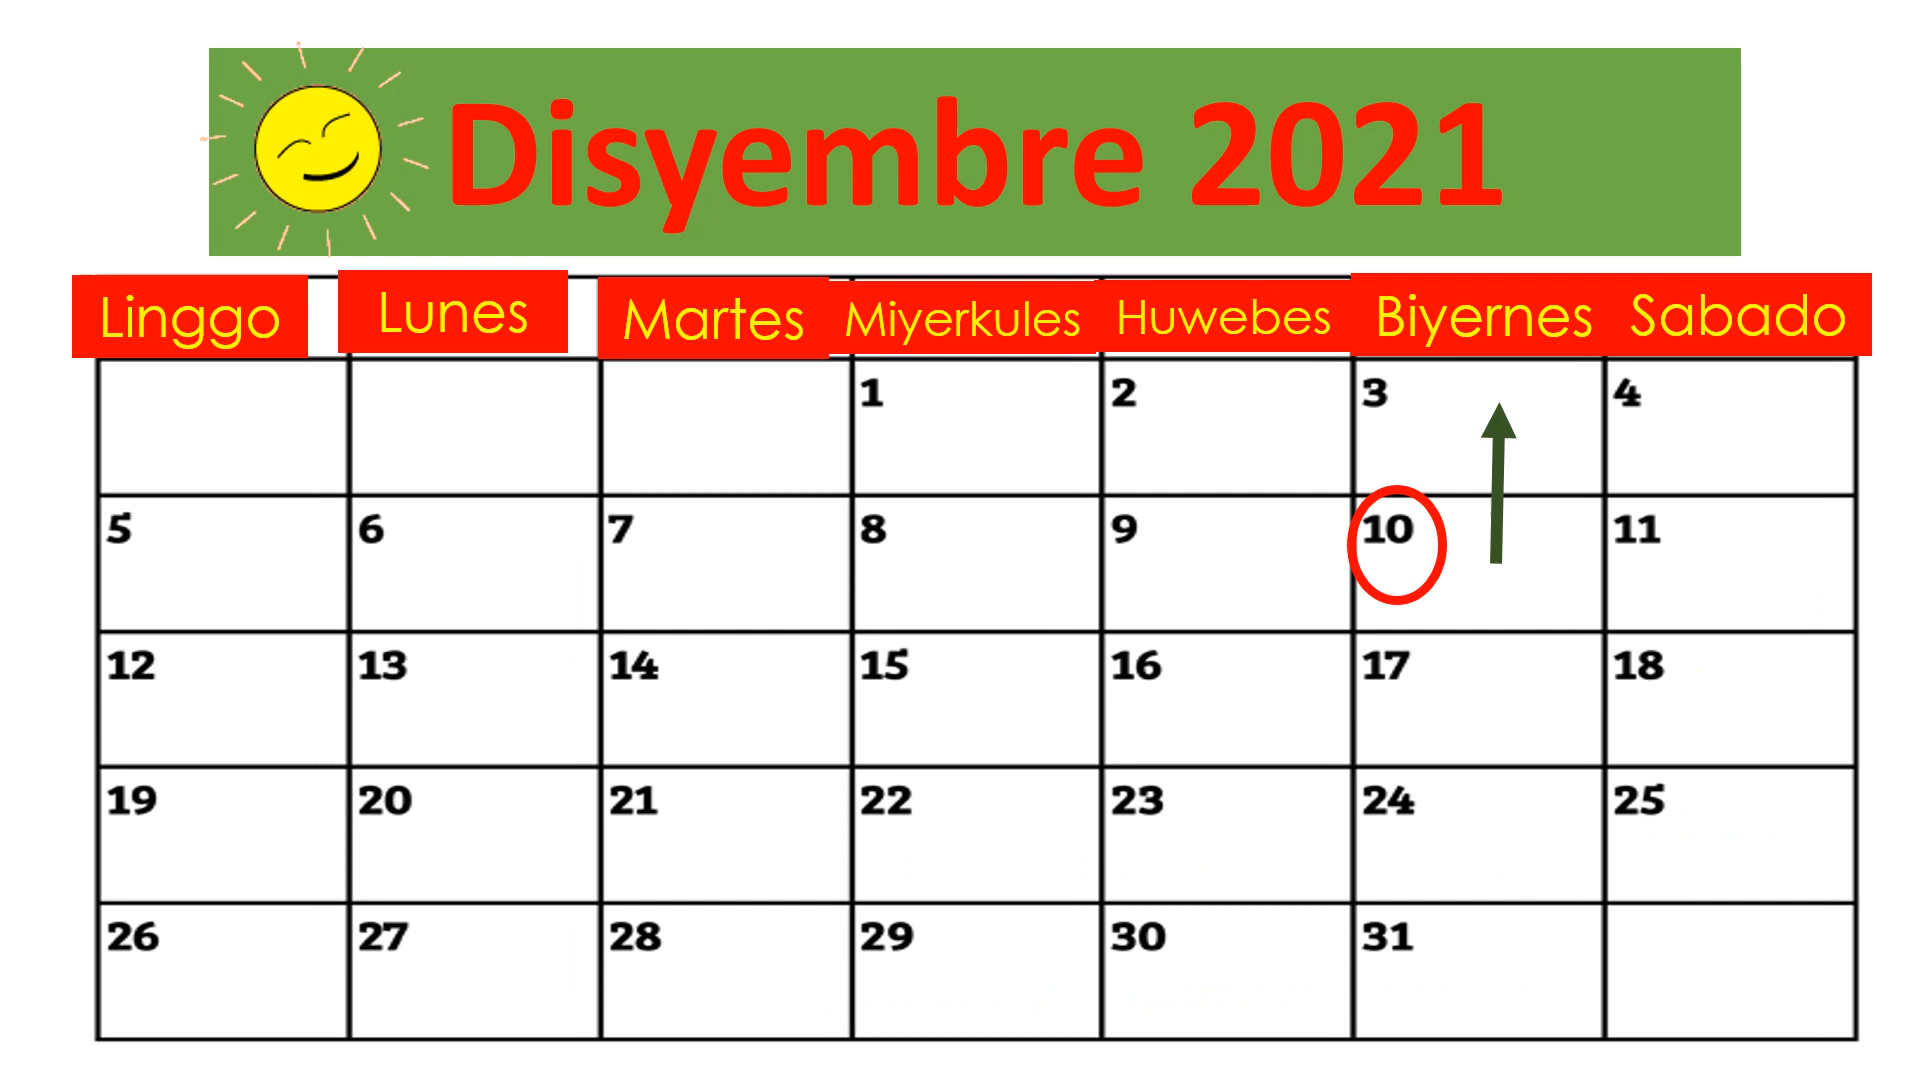 Disyembre 2021
Linggo Lunes Martes Miyerkules Huwebes Biyernes Sabado
1 2 3 4
5 6 7 8 9 10 11
12 13 14 15 16 17 18
19 20 21 22 23 24 25
26 27 28 29 30 31